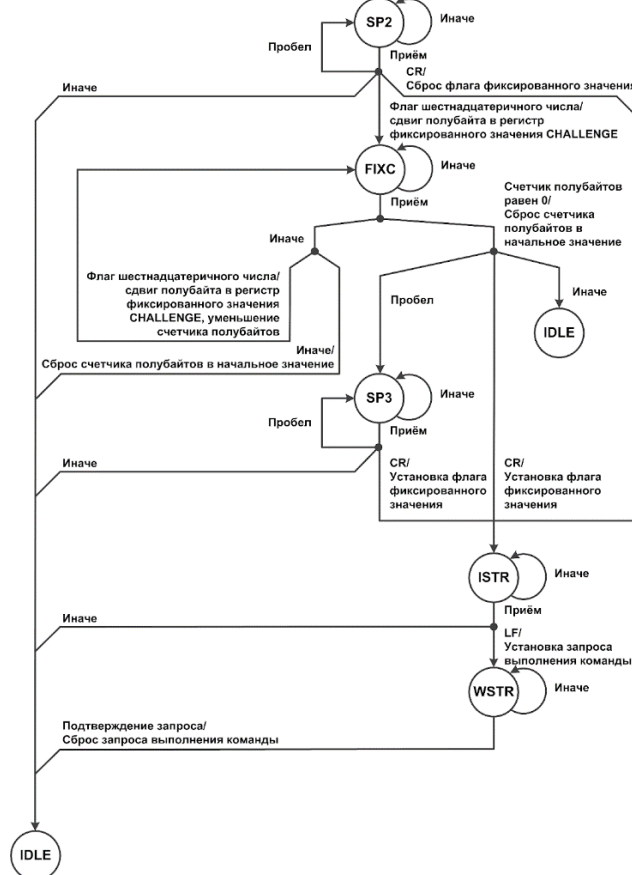 SP2
Иначе
Пробел
Приём
CR/
Сброс флага фиксированного значения
Иначе
Флаг шестнадцатеричного числа/
сдвиг полубайта в регистр
фиксированного значения CHALLENGE
FIXC
Иначе
Приём
Счетчик полубайтов
равен 0/
Сброс счетчика
полубайтов в
начальное значение
Иначе
Флаг шестнадцатеричного числа/
сдвиг полубайта в регистр
фиксированного значения
CHALLENGE, уменьшение
счетчика полубайтов
Пробел
Иначе
IDLE
Иначе/
Сброс счетчика полубайтов в начальное значение
SP3
Иначе
Пробел
Приём
Иначе
CR/
Установка флага
фиксированного
значения
CR/
Установка флага
фиксированного
значения
ISTR
Иначе
Приём
Иначе
LF/
Установка запроса
выполнения команды
WSTR
Иначе
Подтверждение запроса/
Сброс запроса выполнения команды
IDLE